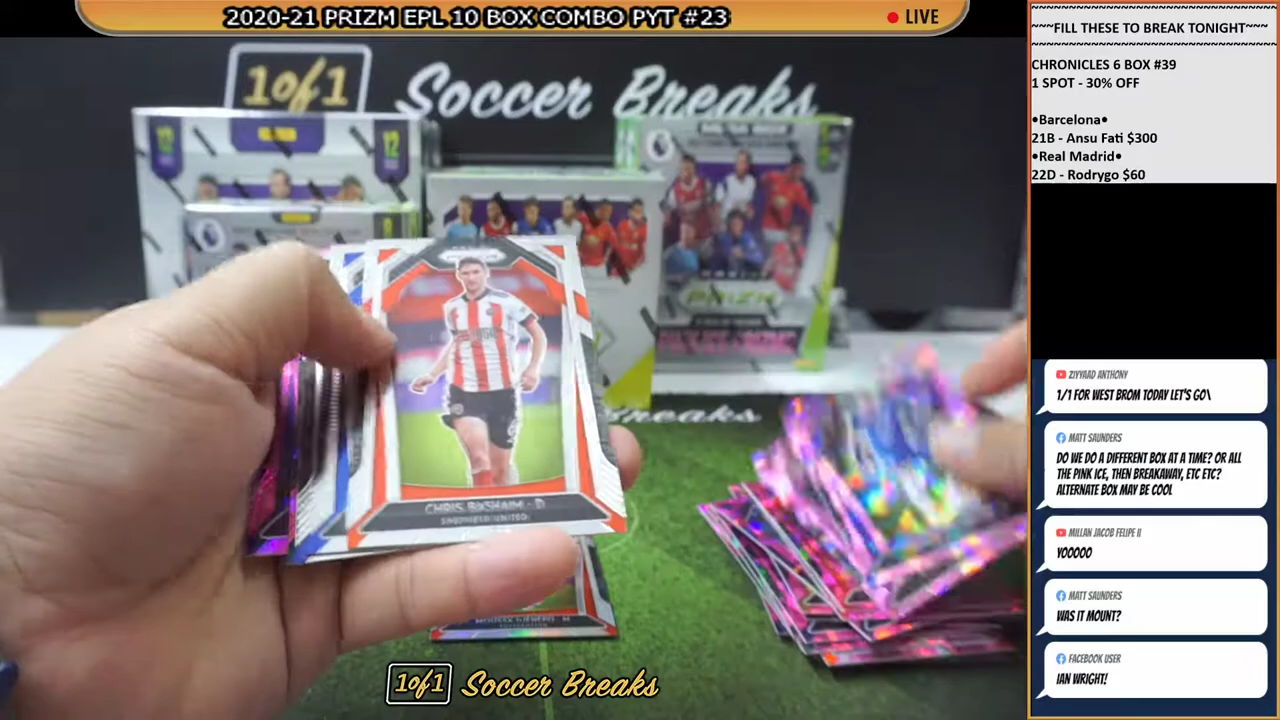 2020-21 PRIZM EPL 10 BOX COMBO PYT #23
LIVE
~~~FILL THESE TO BREAK TONIGHT~~~
CHRONICLES 6 BOX #39
1 SPOT - 30% OFF
•Barcelona•
21B - Ansu Fati $300
•Real Madrid•
22D - Rodrygo $60
1of1 Soccer Breaks
12
12
PRIZM
CHRIS BASHAM - D
SHEFFIELD UNITED
Breaks
ZIYYAAD ANTHONY
1/1 FOR WEST BROM TODAY LET'S GO\
MATT SAUNDERS
DO WE DO A DIFFERENT BOX AT A TIME? OR ALL
THE PINK ICE, THEN BREAKAWAY, ETC ETC?
ALTERNATE BOX MAY BE COOL
MILLAN JACOB FELIPE II
YOOOOO
MATT SAUNDERS
WAS IT MOUNT?
FACEBOOK USER
IAN WRIGHT!
1of1 Soccer Breaks